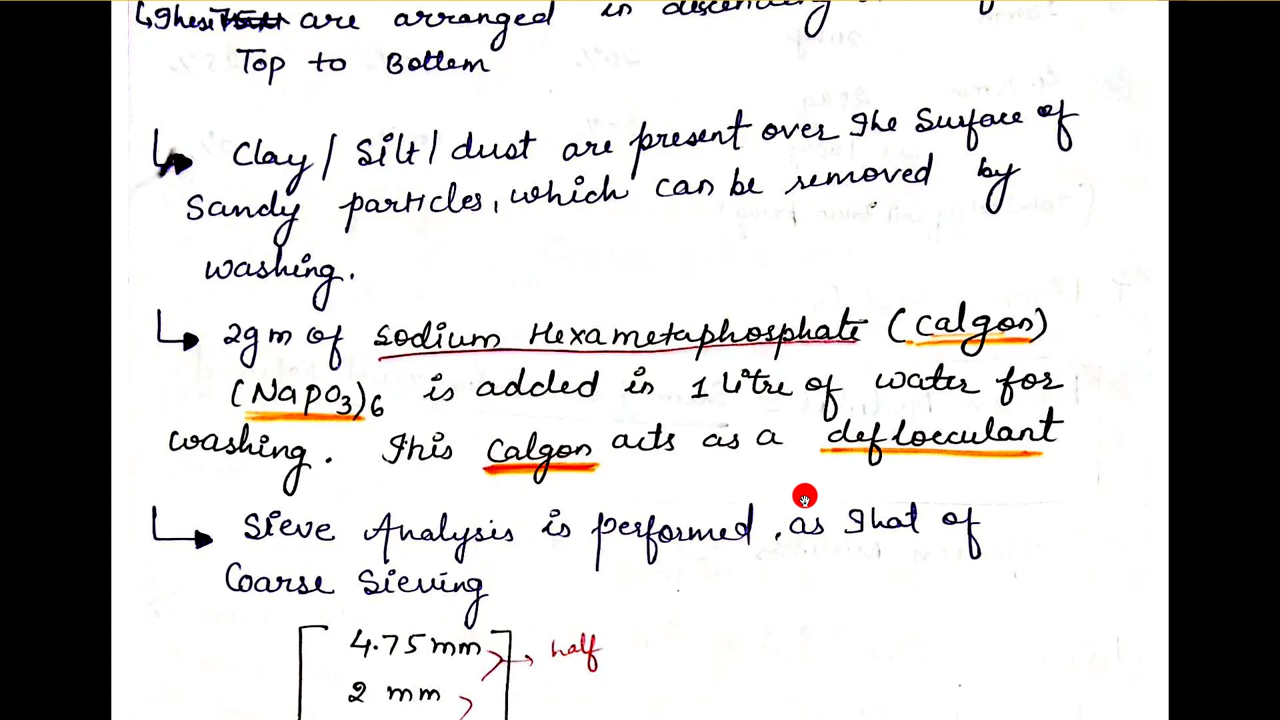 ↳ These are arranged in descending
Top to Bottem
↳ Clay / Silt / dust are present over the Surface of
Sandy particles, which can be removed by
washing.
↳ 2gm of sodium Hexametaphosphate (calgon)
(NaPO3)6 is added in 1 Litre of water for
washing. This calgon acts as a deflocculant
↳ Sieve Analysis is performed, as that of
Coarse Sieving
4.75 mm → half
2 mm